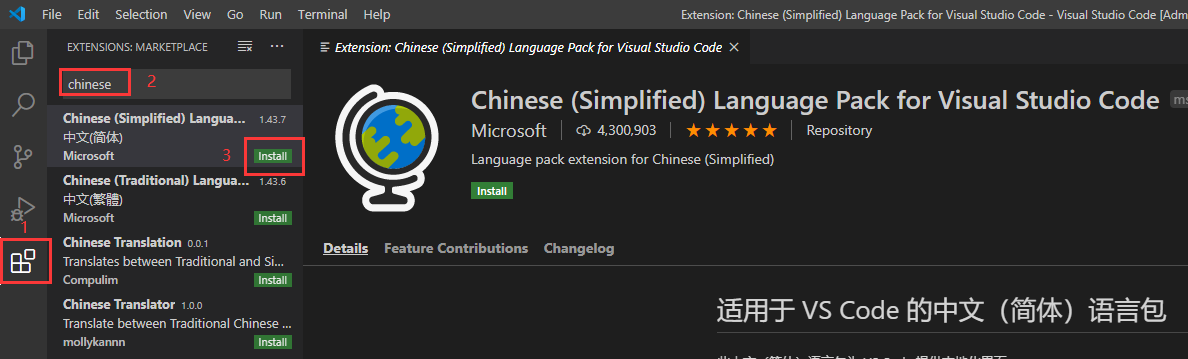 File Edit Selection View Go Run Terminal Help
Extension: Chinese (Simplified) Language Pack for Visual Studio Code - Visual Studio Code [Adm
EXTENSIONS: MARKETPLACE
chinese
2
Chinese (Simplified) Langua... 1.43.7
中文(简体)
Microsoft
3
Install
Chinese (Traditional) Langua... 1.43.6
中文(繁體)
Microsoft Install
1
Chinese Translation 0.0.1
Translates between Traditional and Si...
Compulim Install
Chinese Translator 1.0.0
Translate between Traditional Chinese ...
mollykannn Install
Extension: Chinese (Simplified) Language Pack for Visual Studio Code
Chinese (Simplified) Language Pack for Visual Studio Code ms
Microsoft 4,300,903 Repository
Language pack extension for Chinese (Simplified)
Install
Details Feature Contributions Changelog
适用于 VS Code 的中文（简体）语言包